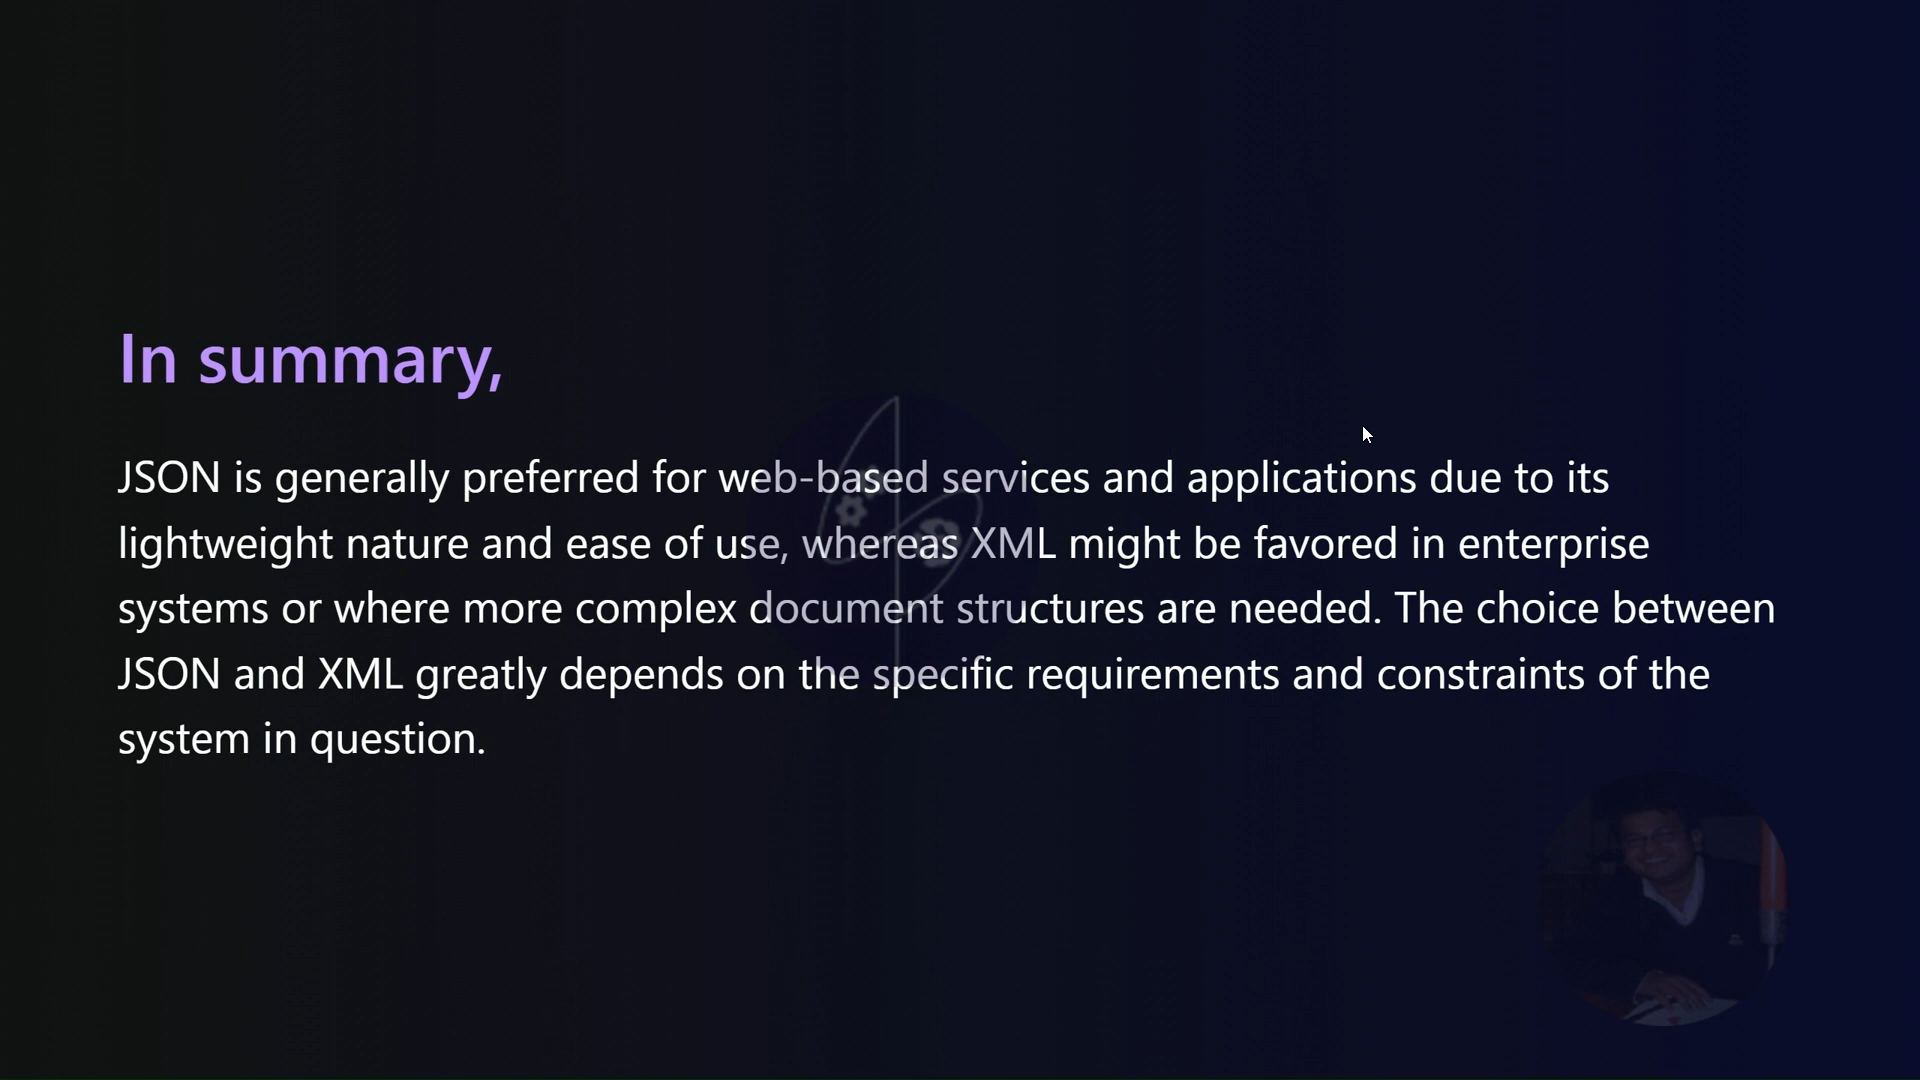 In summary,
JSON is generally preferred for web-based services and applications due to its
lightweight nature and ease of use, whereas XML might be favored in enterprise
systems or where more complex document structures are needed. The choice between
JSON and XML greatly depends on the specific requirements and constraints of the
system in question.